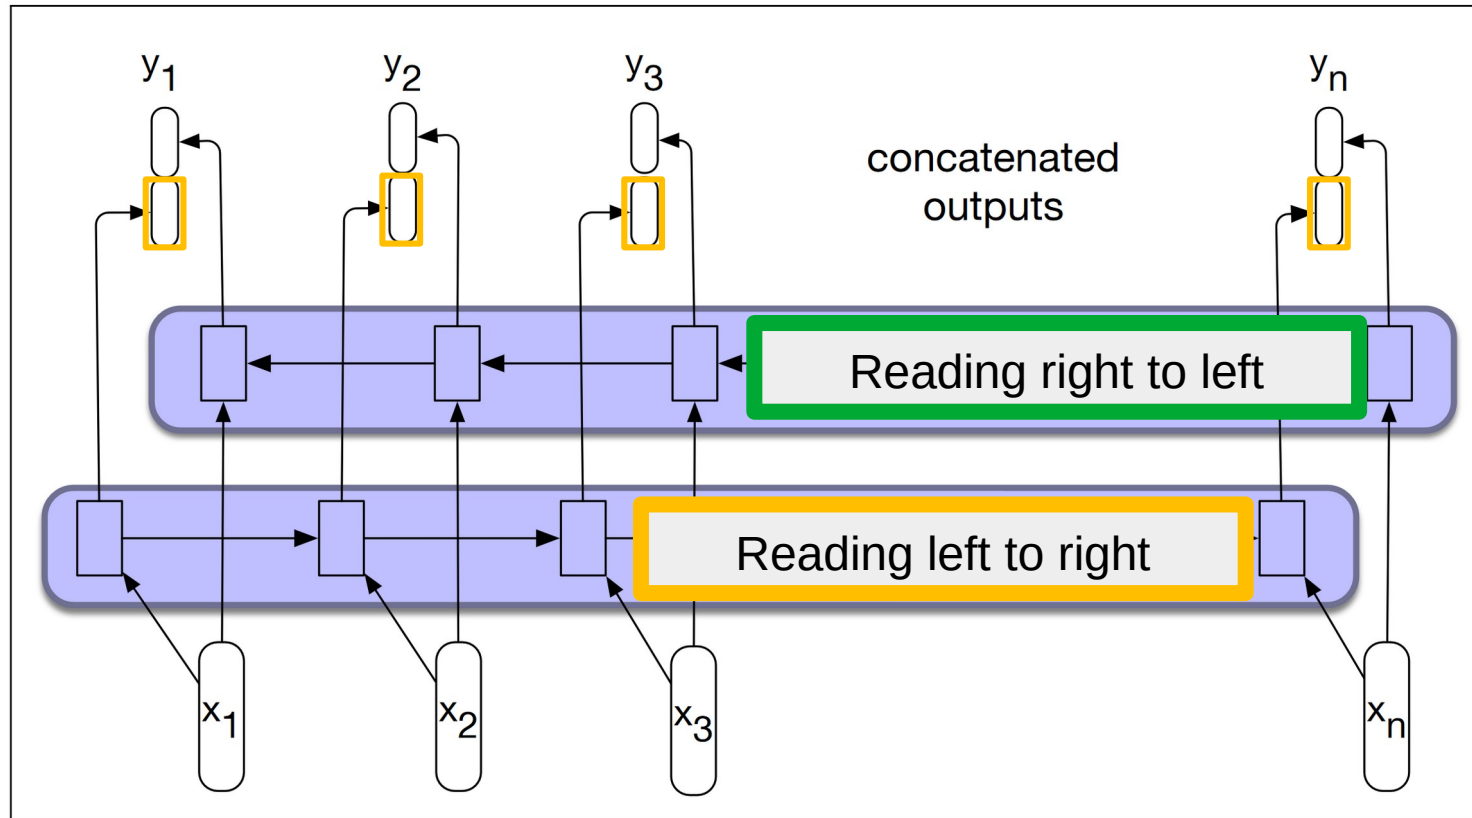 y1 y2 y3 yn
concatenated
outputs
Reading right to left
Reading left to right
x1 x2 x3 xn